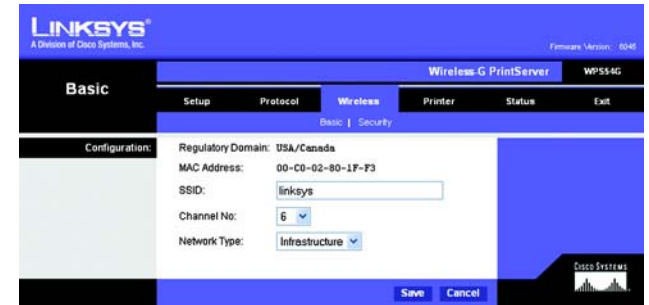 LINKSYS®
A Division of Cisco Systems, Inc.
Firmware Version: 6045
Wireless-G PrintServer WPS54G
Basic
Setup Protocol Wireless Printer Status Exit
Basic | Security
Configuration:
Regulatory Domain: USA/Canada
MAC Address: 00-C0-02-80-1F-F3
SSID: linksys
Channel No: 6
Network Type: Infrastructure
Save Cancel
CISCO SYSTEMS